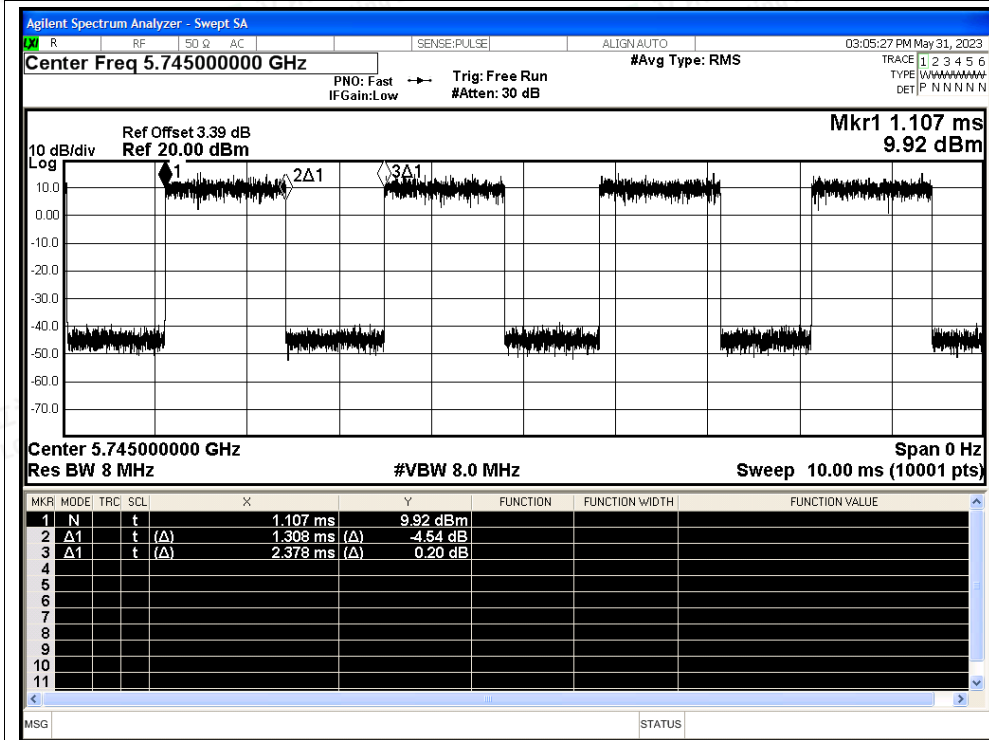 Agilent Spectrum Analyzer - Swept SA
LXI R RF 50 Ω AC SENSE:PULSE ALIGN AUTO 03:05:27 PM May 31, 2023
Center Freq 5.745000000 GHz
PNO: Fast
IFGain:Low
Trig: Free Run
#Atten: 30 dB
#Avg Type: RMS
TRACE 1 2 3 4 5 6
TYPE
DET P N N N N N
Mkr1 1.107 ms
9.92 dBm
Ref Offset 3.39 dB
10 dB/div Ref 20.00 dBm
Log
1 2Δ1 3Δ1
10.0
0.00
-10.0
-20.0
-30.0
-40.0
-50.0
-60.0
-70.0
Center 5.745000000 GHz Span 0 Hz
Res BW 8 MHz #VBW 8.0 MHz Sweep 10.00 ms (10001 pts)
MKR MODE TRC SCL X Y FUNCTION FUNCTION WIDTH FUNCTION VALUE
1 N t 1.107 ms 9.92 dBm
2 Δ1 t (Δ) 1.308 ms (Δ) -4.54 dB
3 Δ1 t (Δ) 2.378 ms (Δ) 0.20 dB
4
5
6
7
8
9
10
11
MSG STATUS